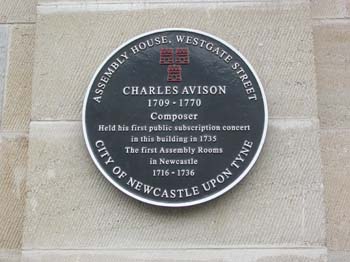 ASSEMBLY HOUSE, WESTGATE STREET
CHARLES AVISON
1709 - 1770
Composer
Held his first public subscription concert
in this building in 1735
The first Assembly Rooms
in Newcastle
1716 - 1736
CITY OF NEWCASTLE UPON TYNE